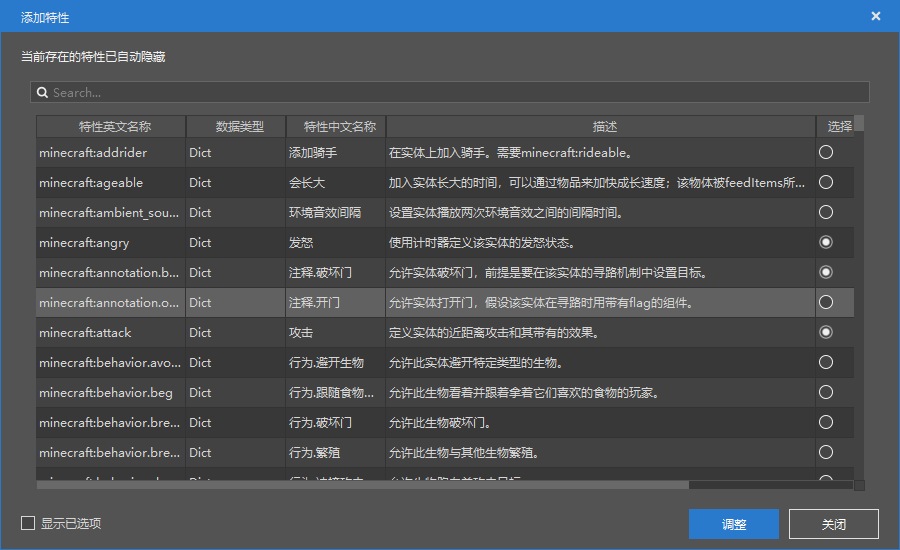 添加特性
当前存在的特性已自动隐藏
Search...
特性英文名称 数据类型 特性中文名称 描述 选择
minecraft:addrider Dict 添加骑手 在实体上加入骑手。需要minecraft:rideable。
minecraft:ageable Dict 会长大 加入实体长大的时间，可以通过物品来加快成长速度；该物体被feedItems所...
minecraft:ambient_sou... Dict 环境音效间隔 设置实体播放两次环境音效之间的间隔时间。
minecraft:angry Dict 发怒 使用计时器定义该实体的发怒状态。
minecraft:annotation.b... Dict 注释.破坏门 允许实体破坏门，前提是要在该实体的寻路机制中设置目标。
minecraft:annotation.o... Dict 注释.开门 允许实体打开门，假设该实体在寻路时用带有flag的组件。
minecraft:attack Dict 攻击 定义实体的近距离攻击和其带有的效果。
minecraft:behavior.avo... Dict 行为.避开生物 允许此实体避开特定类型的生物。
minecraft:behavior.beg Dict 行为.跟随食物... 允许此生物看着并跟着拿着它们喜欢的食物的玩家。
minecraft:behavior.bre... Dict 行为.破坏门 允许此生物破坏门。
minecraft:behavior.bre... Dict 行为.繁殖 允许此生物与其他生物繁殖。
显示已选项
调整
关闭